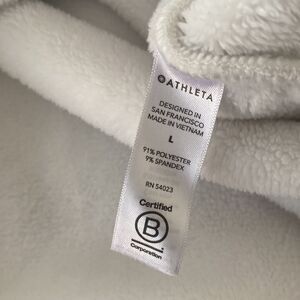 ATHLETA
DESIGNED IN
SAN FRANCISCO
MADE IN VIETNAM
L
91% POLYESTER
9% SPANDEX
RN 54023
Certified
B
Corporation